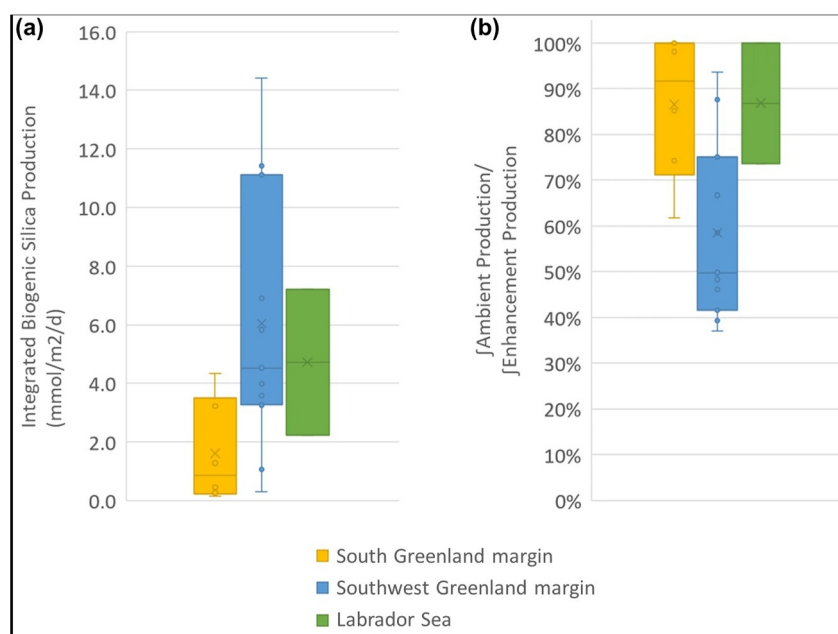 (a)
Integrated Biogenic Silica Production
(mmol/m2/d)
16.0
14.0
12.0
10.0
8.0
6.0
4.0
2.0
0.0
(b)
∫Ambient Production/
∫Enhancement Production
100%
90%
80%
70%
60%
50%
40%
30%
20%
10%
0%
South Greenland margin
Southwest Greenland margin
Labrador Sea